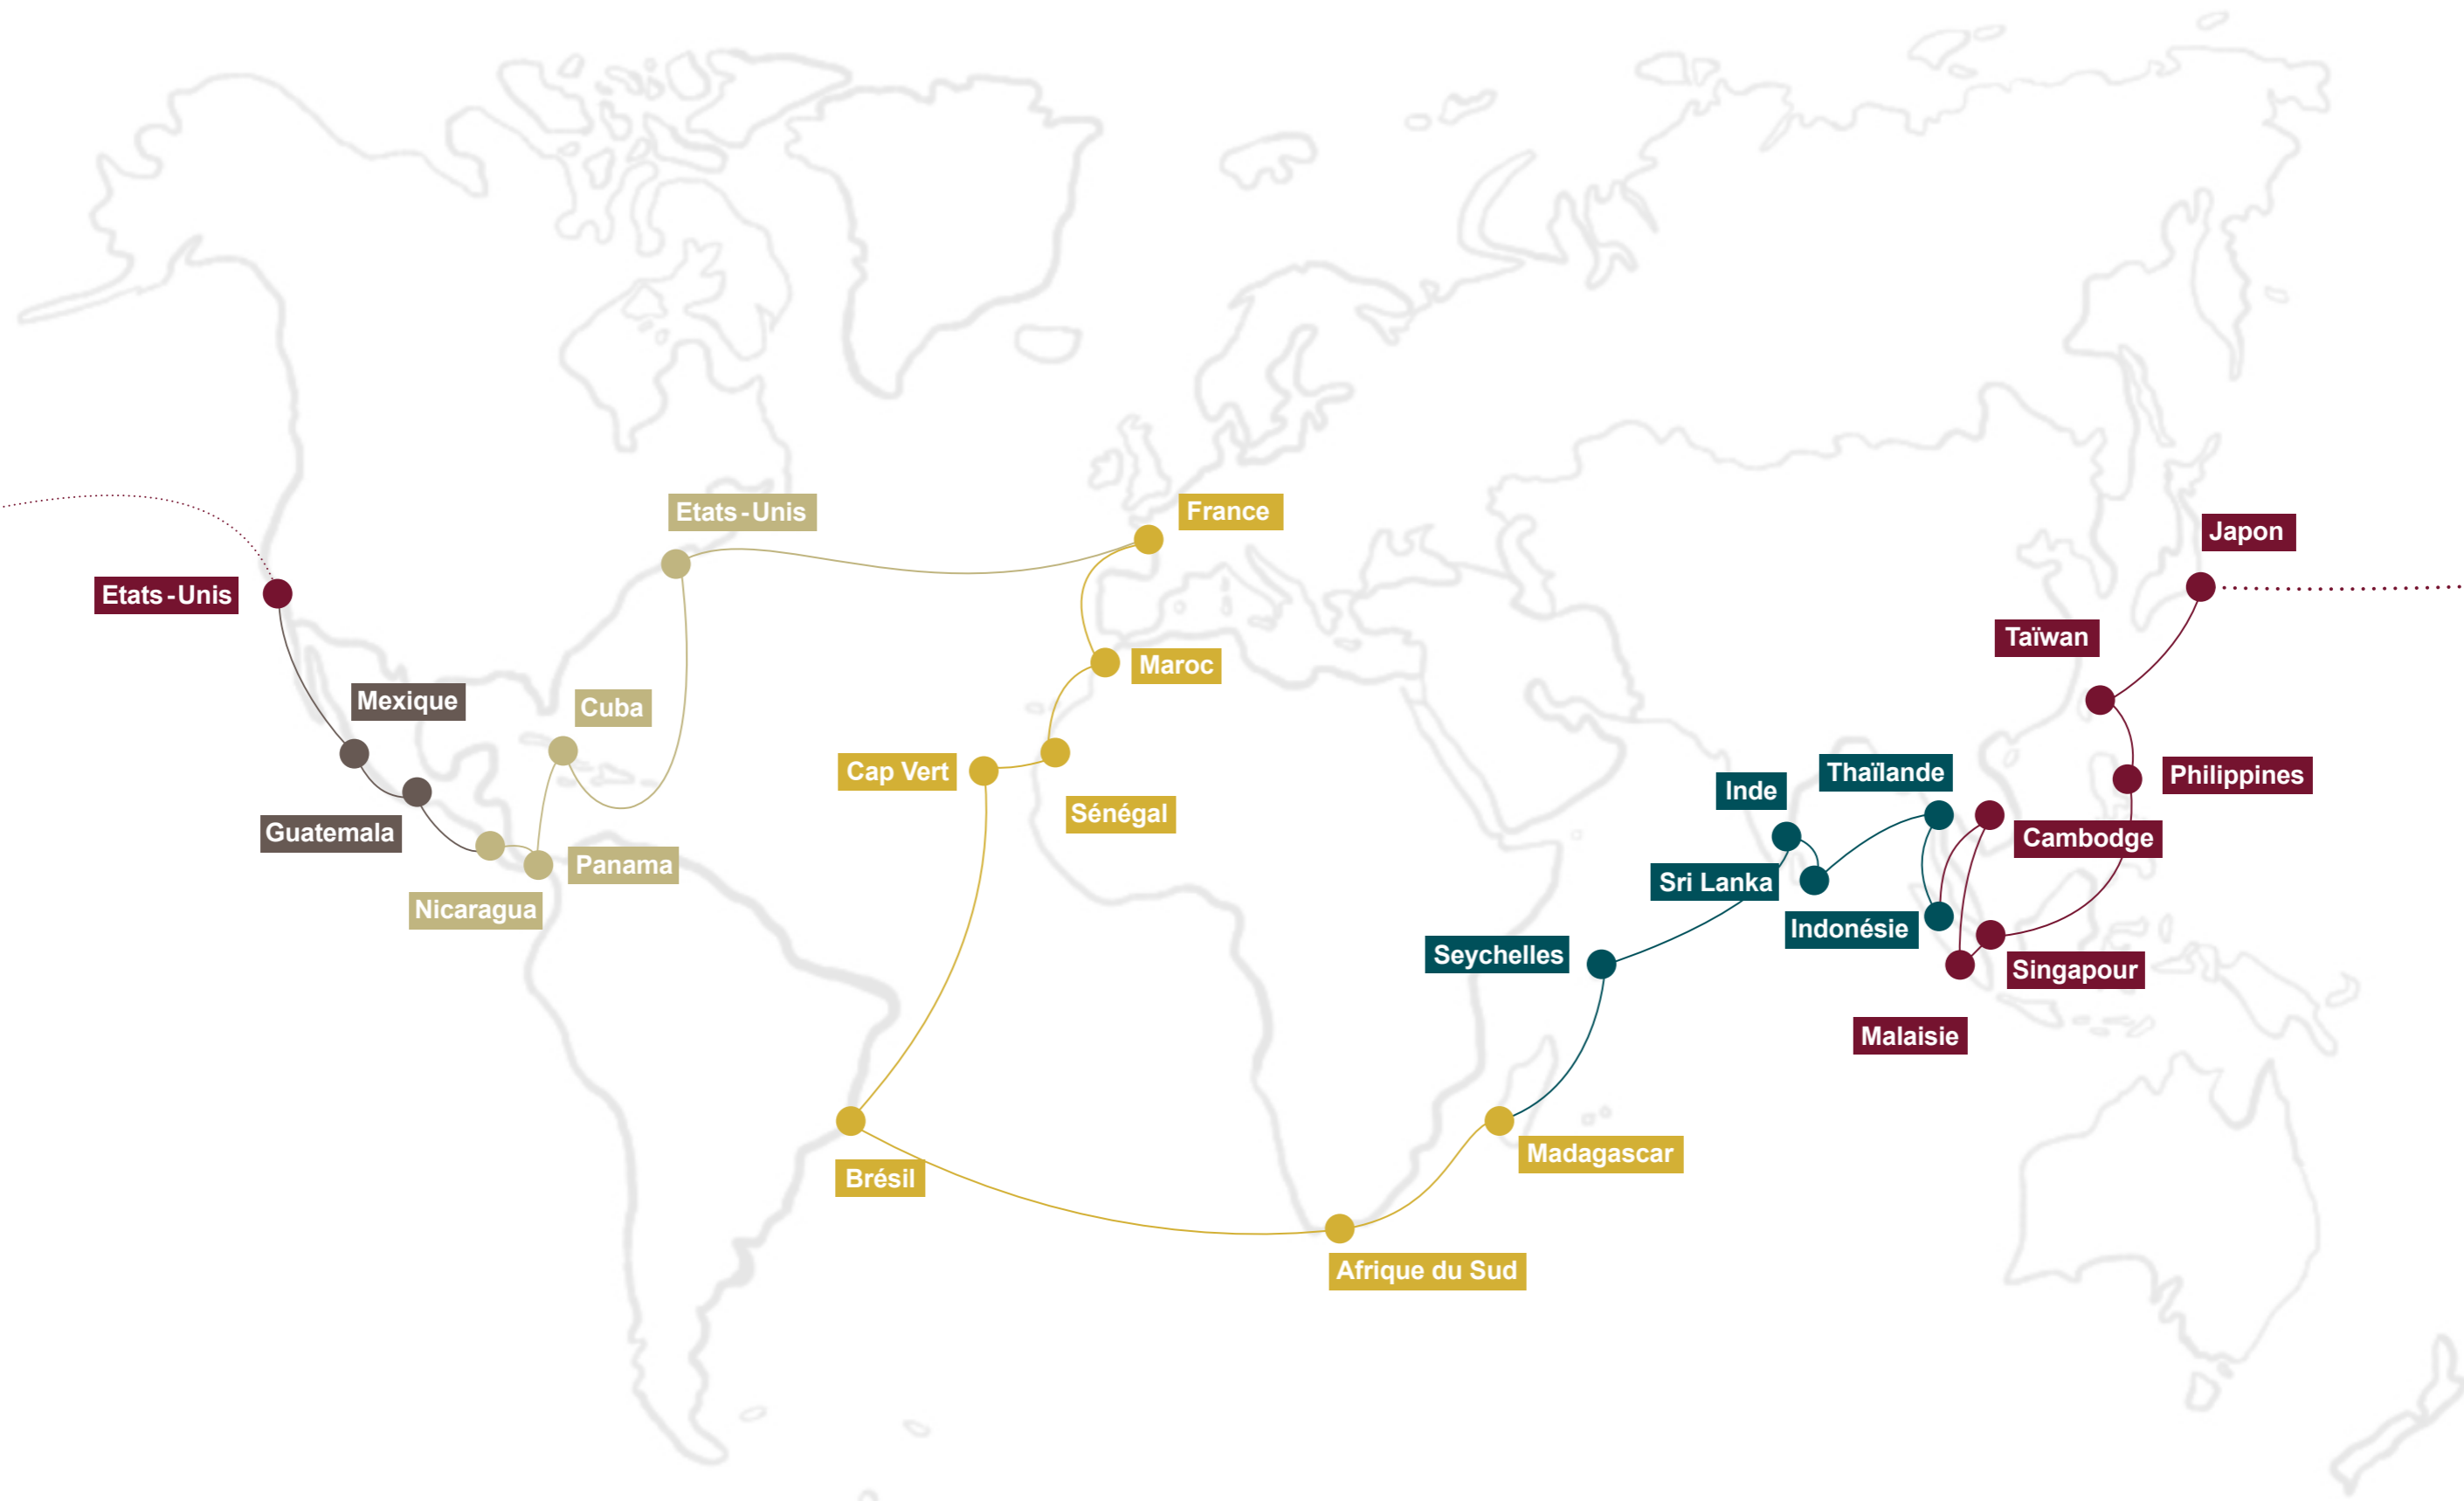 Etats-Unis
France
Japon
Etats-Unis
Taïwan
Maroc
Mexique
Cuba
Cap Vert
Thaïlande
Philippines
Inde
Sénégal
Guatemala
Cambodge
Panama
Sri Lanka
Nicaragua
Indonésie
Seychelles
Singapour
Malaisie
Madagascar
Brésil
Afrique du Sud